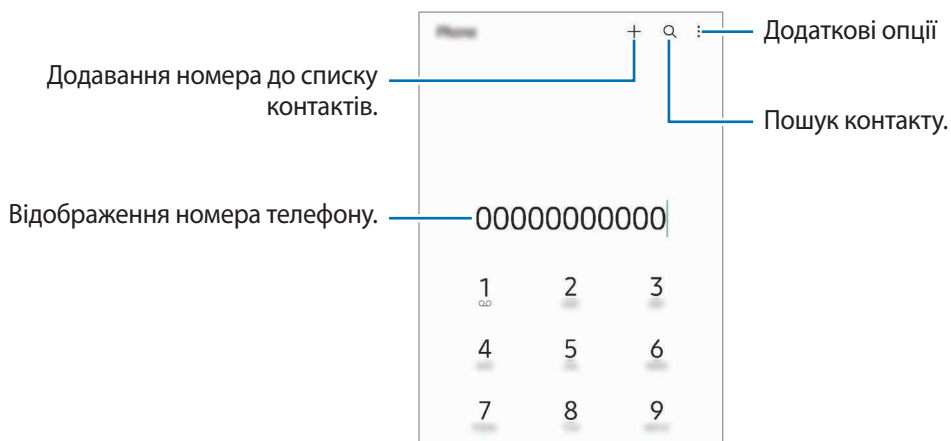 Додаткові опції
Додавання номера до списку
контактів.
Пошук контакту.
Відображення номера телефону.
00000000000
1 2 3
4 5 6
7 8 9